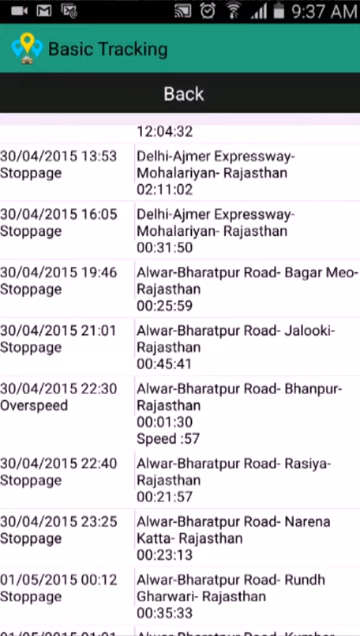 9:37 AM
Basic Tracking
Back
12:04:32
30/04/2015 13:53 Delhi-Ajmer Expressway-
Stoppage Mohalariyan- Rajasthan
02:11:02
30/04/2015 16:05 Delhi-Ajmer Expressway-
Stoppage Mohalariyan- Rajasthan
00:31:50
30/04/2015 19:46 Alwar-Bharatpur Road- Bagar Meo-
Stoppage Rajasthan
00:25:59
30/04/2015 21:01 Alwar-Bharatpur Road- Jalooki-
Stoppage Rajasthan
00:45:41
30/04/2015 22:30 Alwar-Bharatpur Road- Bhanpur-
Overspeed Rajasthan
00:01:30
Speed :57
30/04/2015 22:40 Alwar-Bharatpur Road- Rasiya-
Stoppage Rajasthan
00:21:57
30/04/2015 23:25 Alwar-Bharatpur Road- Narena
Stoppage Katta- Rajasthan
00:23:13
01/05/2015 00:12 Alwar-Bharatpur Road- Rundh
Stoppage Gharwari- Rajasthan
00:35:33